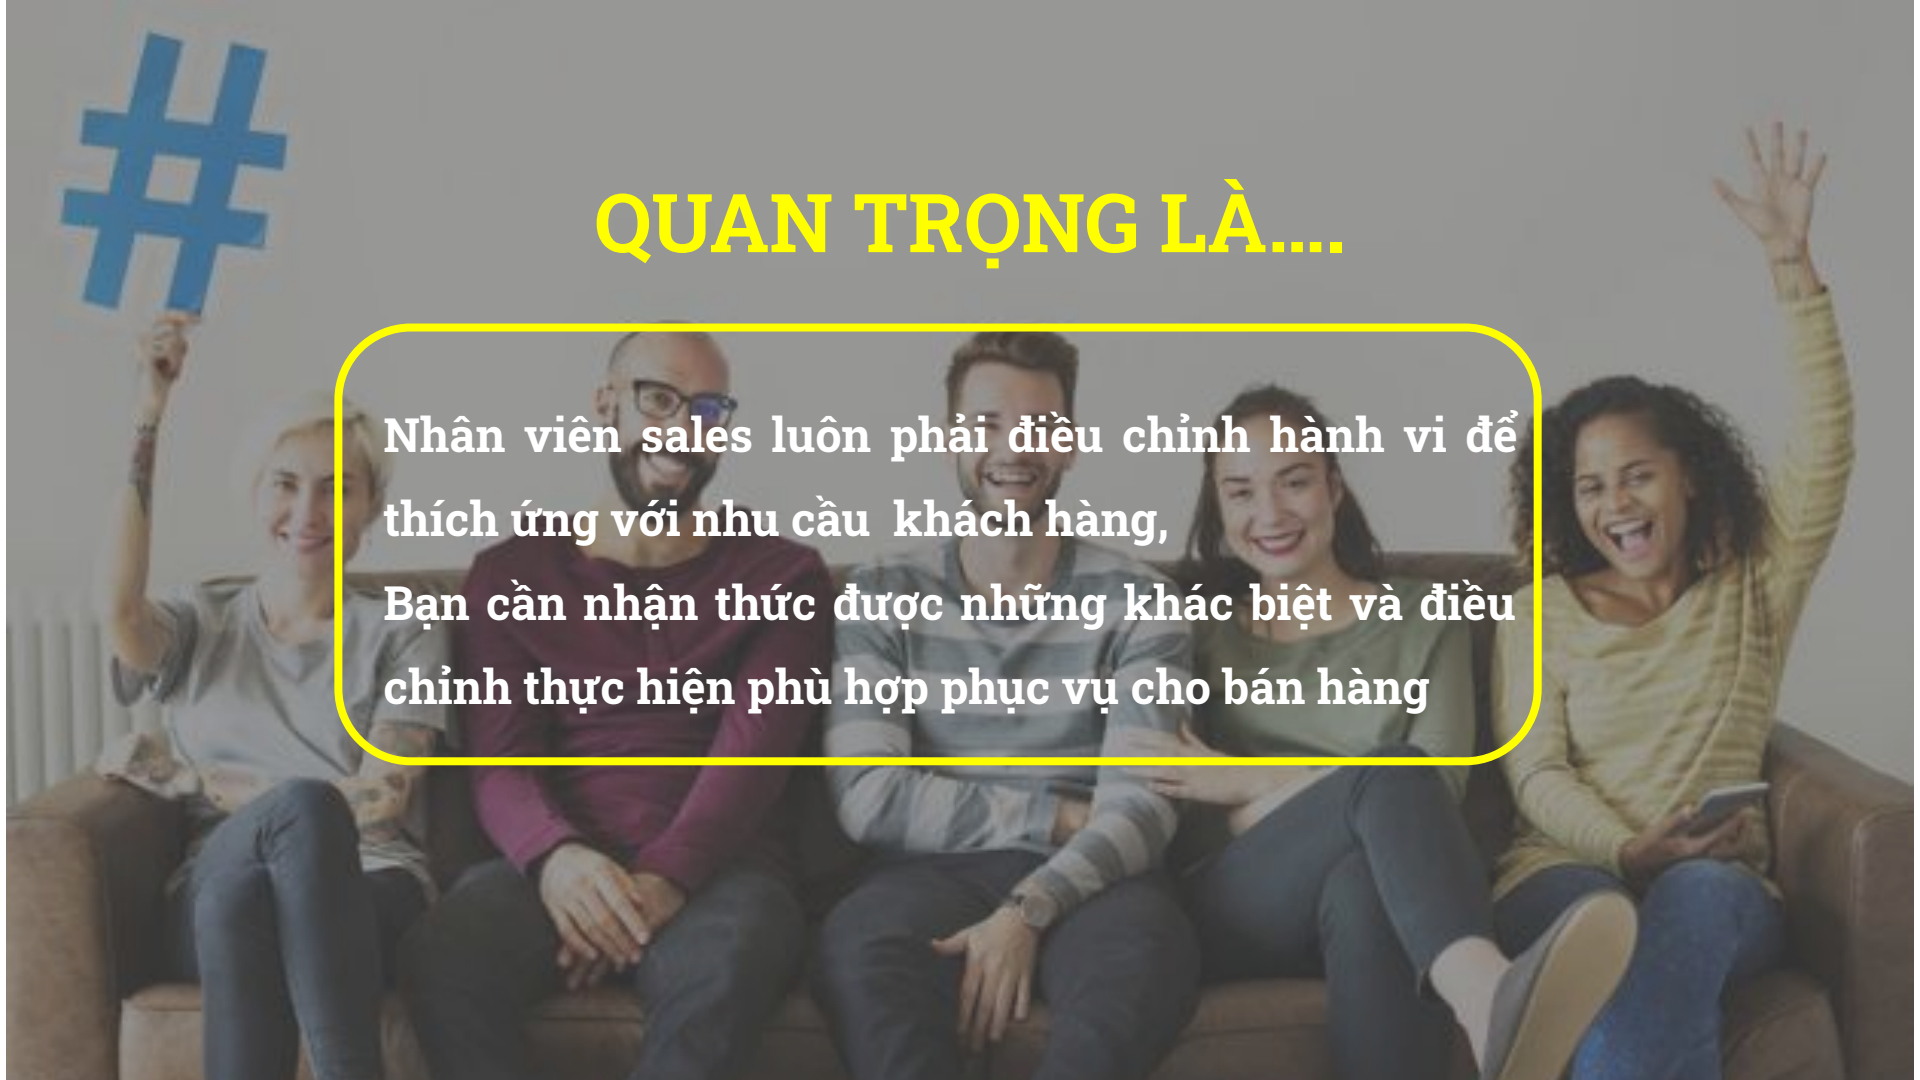 #
QUAN TRỌNG LÀ....
Nhân viên sales luôn phải điều chỉnh hành vi để
thích ứng với nhu cầu khách hàng,
Bạn cần nhận thức được những khác biệt và điều
chỉnh thực hiện phù hợp phục vụ cho bán hàng